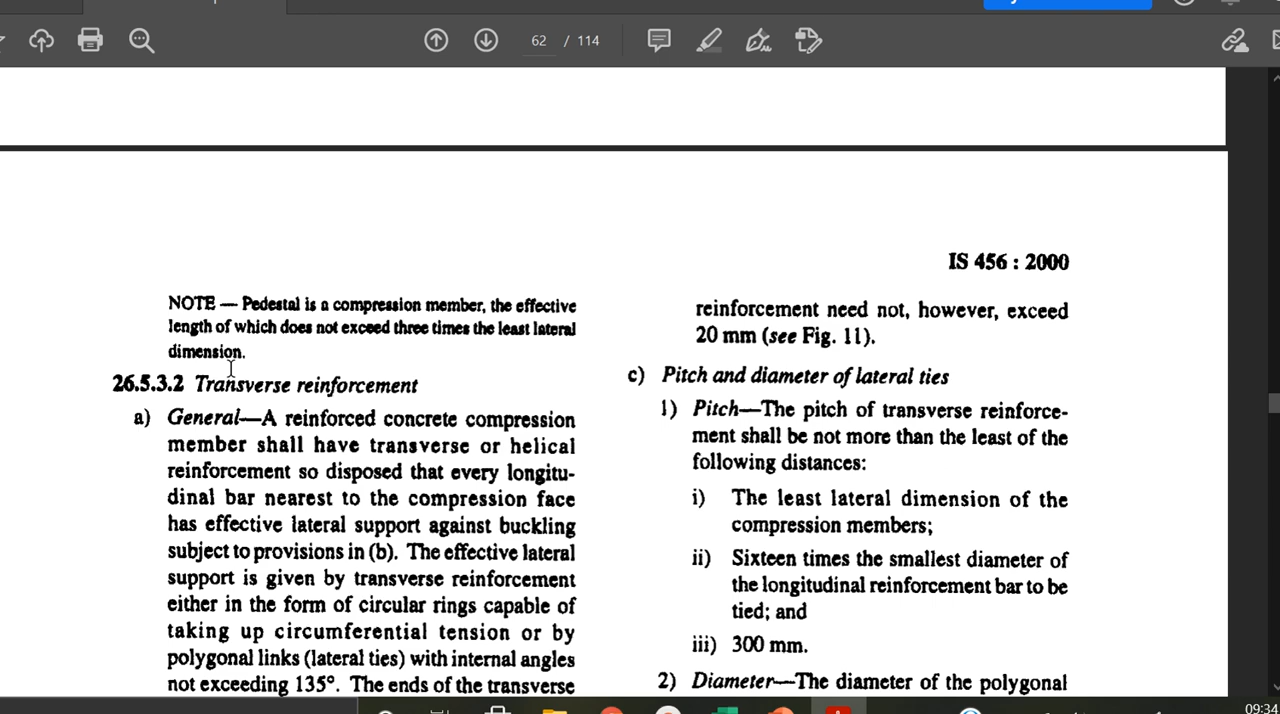 62 / 114
IS 456 : 2000
NOTE — Pedestal is a compression member, the effective
length of which does not exceed three times the least lateral
dimension.
26.5.3.2 Transverse reinforcement
a) General—A reinforced concrete compression
member shall have transverse or helical
reinforcement so disposed that every longitu-
dinal bar nearest to the compression face
has effective lateral support against buckling
subject to provisions in (b). The effective lateral
support is given by transverse reinforcement
either in the form of circular rings capable of
taking up circumferential tension or by
polygonal links (lateral ties) with internal angles
not exceeding 135°. The ends of the transverse
reinforcement need not, however, exceed
20 mm (see Fig. 11).
c) Pitch and diameter of lateral ties
1) Pitch—The pitch of transverse reinforce-
ment shall be not more than the least of the
following distances:
i) The least lateral dimension of the
compression members;
ii) Sixteen times the smallest diameter of
the longitudinal reinforcement bar to be
tied; and
iii) 300 mm.
2) Diameter—The diameter of the polygonal
09:34